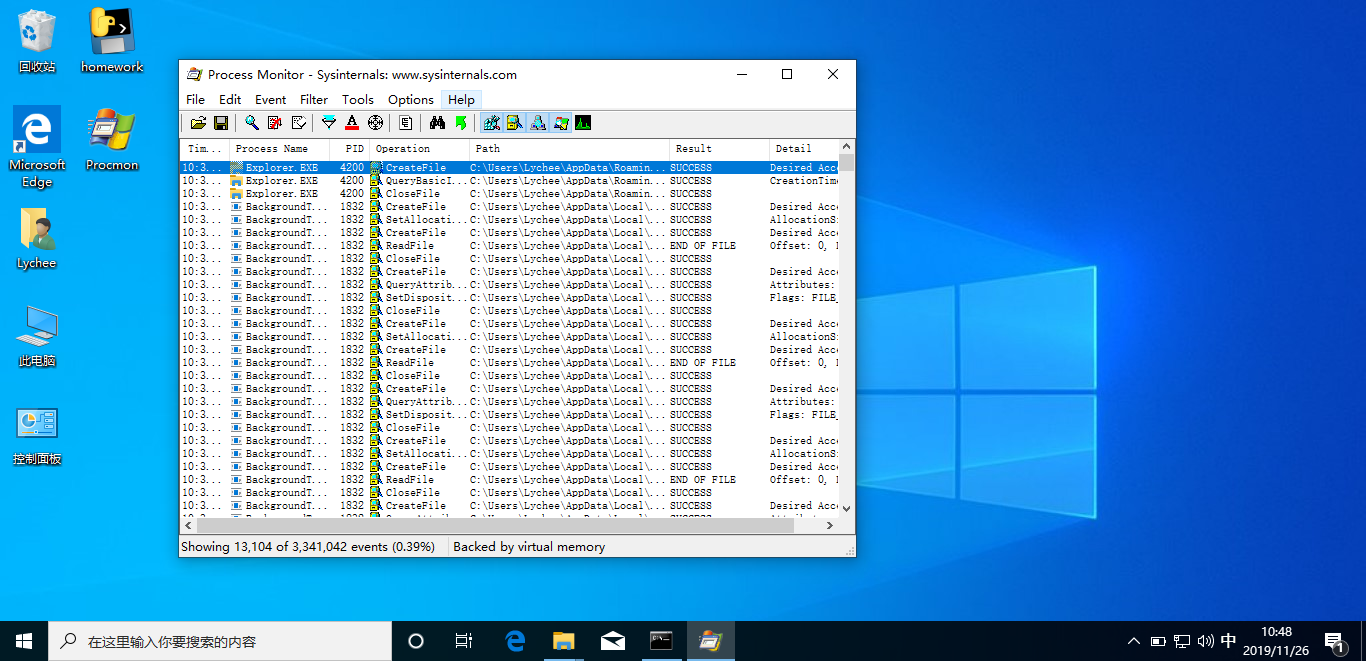 回收站
homework
Microsoft
Edge
Procmon
Lychee
此电脑
控制面板
Process Monitor - Sysinternals: www.sysinternals.com
File Edit Event Filter Tools Options Help
Tim... Process Name PID Operation Path Result Detail
10:3... Explorer.EXE 4200 CreateFile C:\Users\Lychee\AppData\Roamin... SUCCESS Desired Acce
10:3... Explorer.EXE 4200 QueryBasicI... C:\Users\Lychee\AppData\Roamin... SUCCESS CreationTime
10:3... Explorer.EXE 4200 CloseFile C:\Users\Lychee\AppData\Roamin... SUCCESS
10:3... BackgroundT... 1832 CreateFile C:\Users\Lychee\AppData\Local\... SUCCESS Desired Acce
10:3... BackgroundT... 1832 SetAllocati... C:\Users\Lychee\AppData\Local\... SUCCESS AllocationSi
10:3... BackgroundT... 1832 CreateFile C:\Users\Lychee\AppData\Local\... SUCCESS Desired Acce
10:3... BackgroundT... 1832 ReadFile C:\Users\Lychee\AppData\Local\... END OF FILE Offset: 0,
10:3... BackgroundT... 1832 CloseFile C:\Users\Lychee\AppData\Local\... SUCCESS
10:3... BackgroundT... 1832 CreateFile C:\Users\Lychee\AppData\Local\... SUCCESS Desired Acce
10:3... BackgroundT... 1832 QueryAttrib... C:\Users\Lychee\AppData\Local\... SUCCESS Attributes:
10:3... BackgroundT... 1832 SetDisposit... C:\Users\Lychee\AppData\Local\... SUCCESS Flags: FILE_
10:3... BackgroundT... 1832 CloseFile C:\Users\Lychee\AppData\Local\... SUCCESS
10:3... BackgroundT... 1832 CreateFile C:\Users\Lychee\AppData\Local\... SUCCESS Desired Acce
10:3... BackgroundT... 1832 SetAllocati... C:\Users\Lychee\AppData\Local\... SUCCESS AllocationSi
10:3... BackgroundT... 1832 CreateFile C:\Users\Lychee\AppData\Local\... SUCCESS Desired Acce
10:3... BackgroundT... 1832 ReadFile C:\Users\Lychee\AppData\Local\... END OF FILE Offset: 0,
10:3... BackgroundT... 1832 CloseFile C:\Users\Lychee\AppData\Local\... SUCCESS
10:3... BackgroundT... 1832 CreateFile C:\Users\Lychee\AppData\Local\... SUCCESS Desired Acce
10:3... BackgroundT... 1832 QueryAttrib... C:\Users\Lychee\AppData\Local\... SUCCESS Attributes:
10:3... BackgroundT... 1832 SetDisposit... C:\Users\Lychee\AppData\Local\... SUCCESS Flags: FILE_
10:3... BackgroundT... 1832 CloseFile C:\Users\Lychee\AppData\Local\... SUCCESS
10:3... BackgroundT... 1832 CreateFile C:\Users\Lychee\AppData\Local\... SUCCESS Desired Acce
10:3... BackgroundT... 1832 SetAllocati... C:\Users\Lychee\AppData\Local\... SUCCESS AllocationSi
10:3... BackgroundT... 1832 CreateFile C:\Users\Lychee\AppData\Local\... SUCCESS Desired Acce
10:3... BackgroundT... 1832 ReadFile C:\Users\Lychee\AppData\Local\... END OF FILE Offset: 0,
10:3... BackgroundT... 1832 CloseFile C:\Users\Lychee\AppData\Local\... SUCCESS
10:3... BackgroundT... 1832 CreateFile C:\Users\Lychee\AppData\Local\... SUCCESS Desired Acce
Showing 13,104 of 3,341,042 events (0.39%) Backed by virtual memory
在这里输入你要搜索的内容
中
10:48
2019/11/26
1